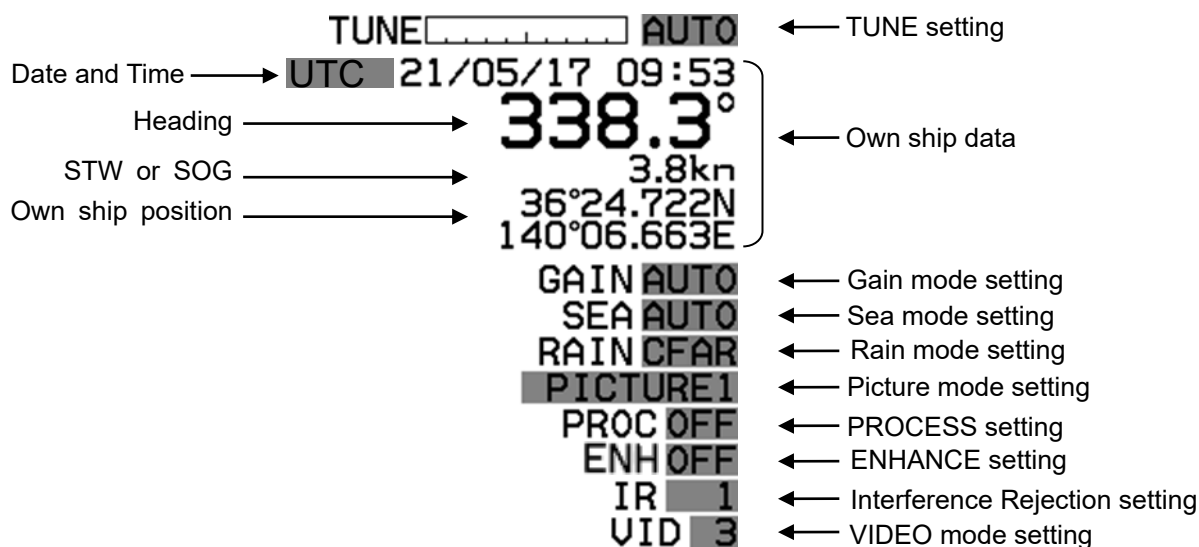 TUNE AUTO TUNE setting
Date and Time UTC 21/05/17 09:53
Heading 338.3°
Own ship data
STW or SOG 3.8kn
Own ship position 36°24.722N
140°06.663E
GAIN AUTO Gain mode setting
SEA AUTO Sea mode setting
RAIN CFAR Rain mode setting
PICTURE1 Picture mode setting
PROC OFF PROCESS setting
ENH OFF ENHANCE setting
IR 1 Interference Rejection setting
VID 3 VIDEO mode setting